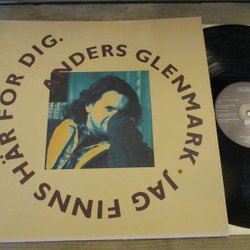 ANDERS GLENMARK · JAG FINNS HÄR FÖR DIG.